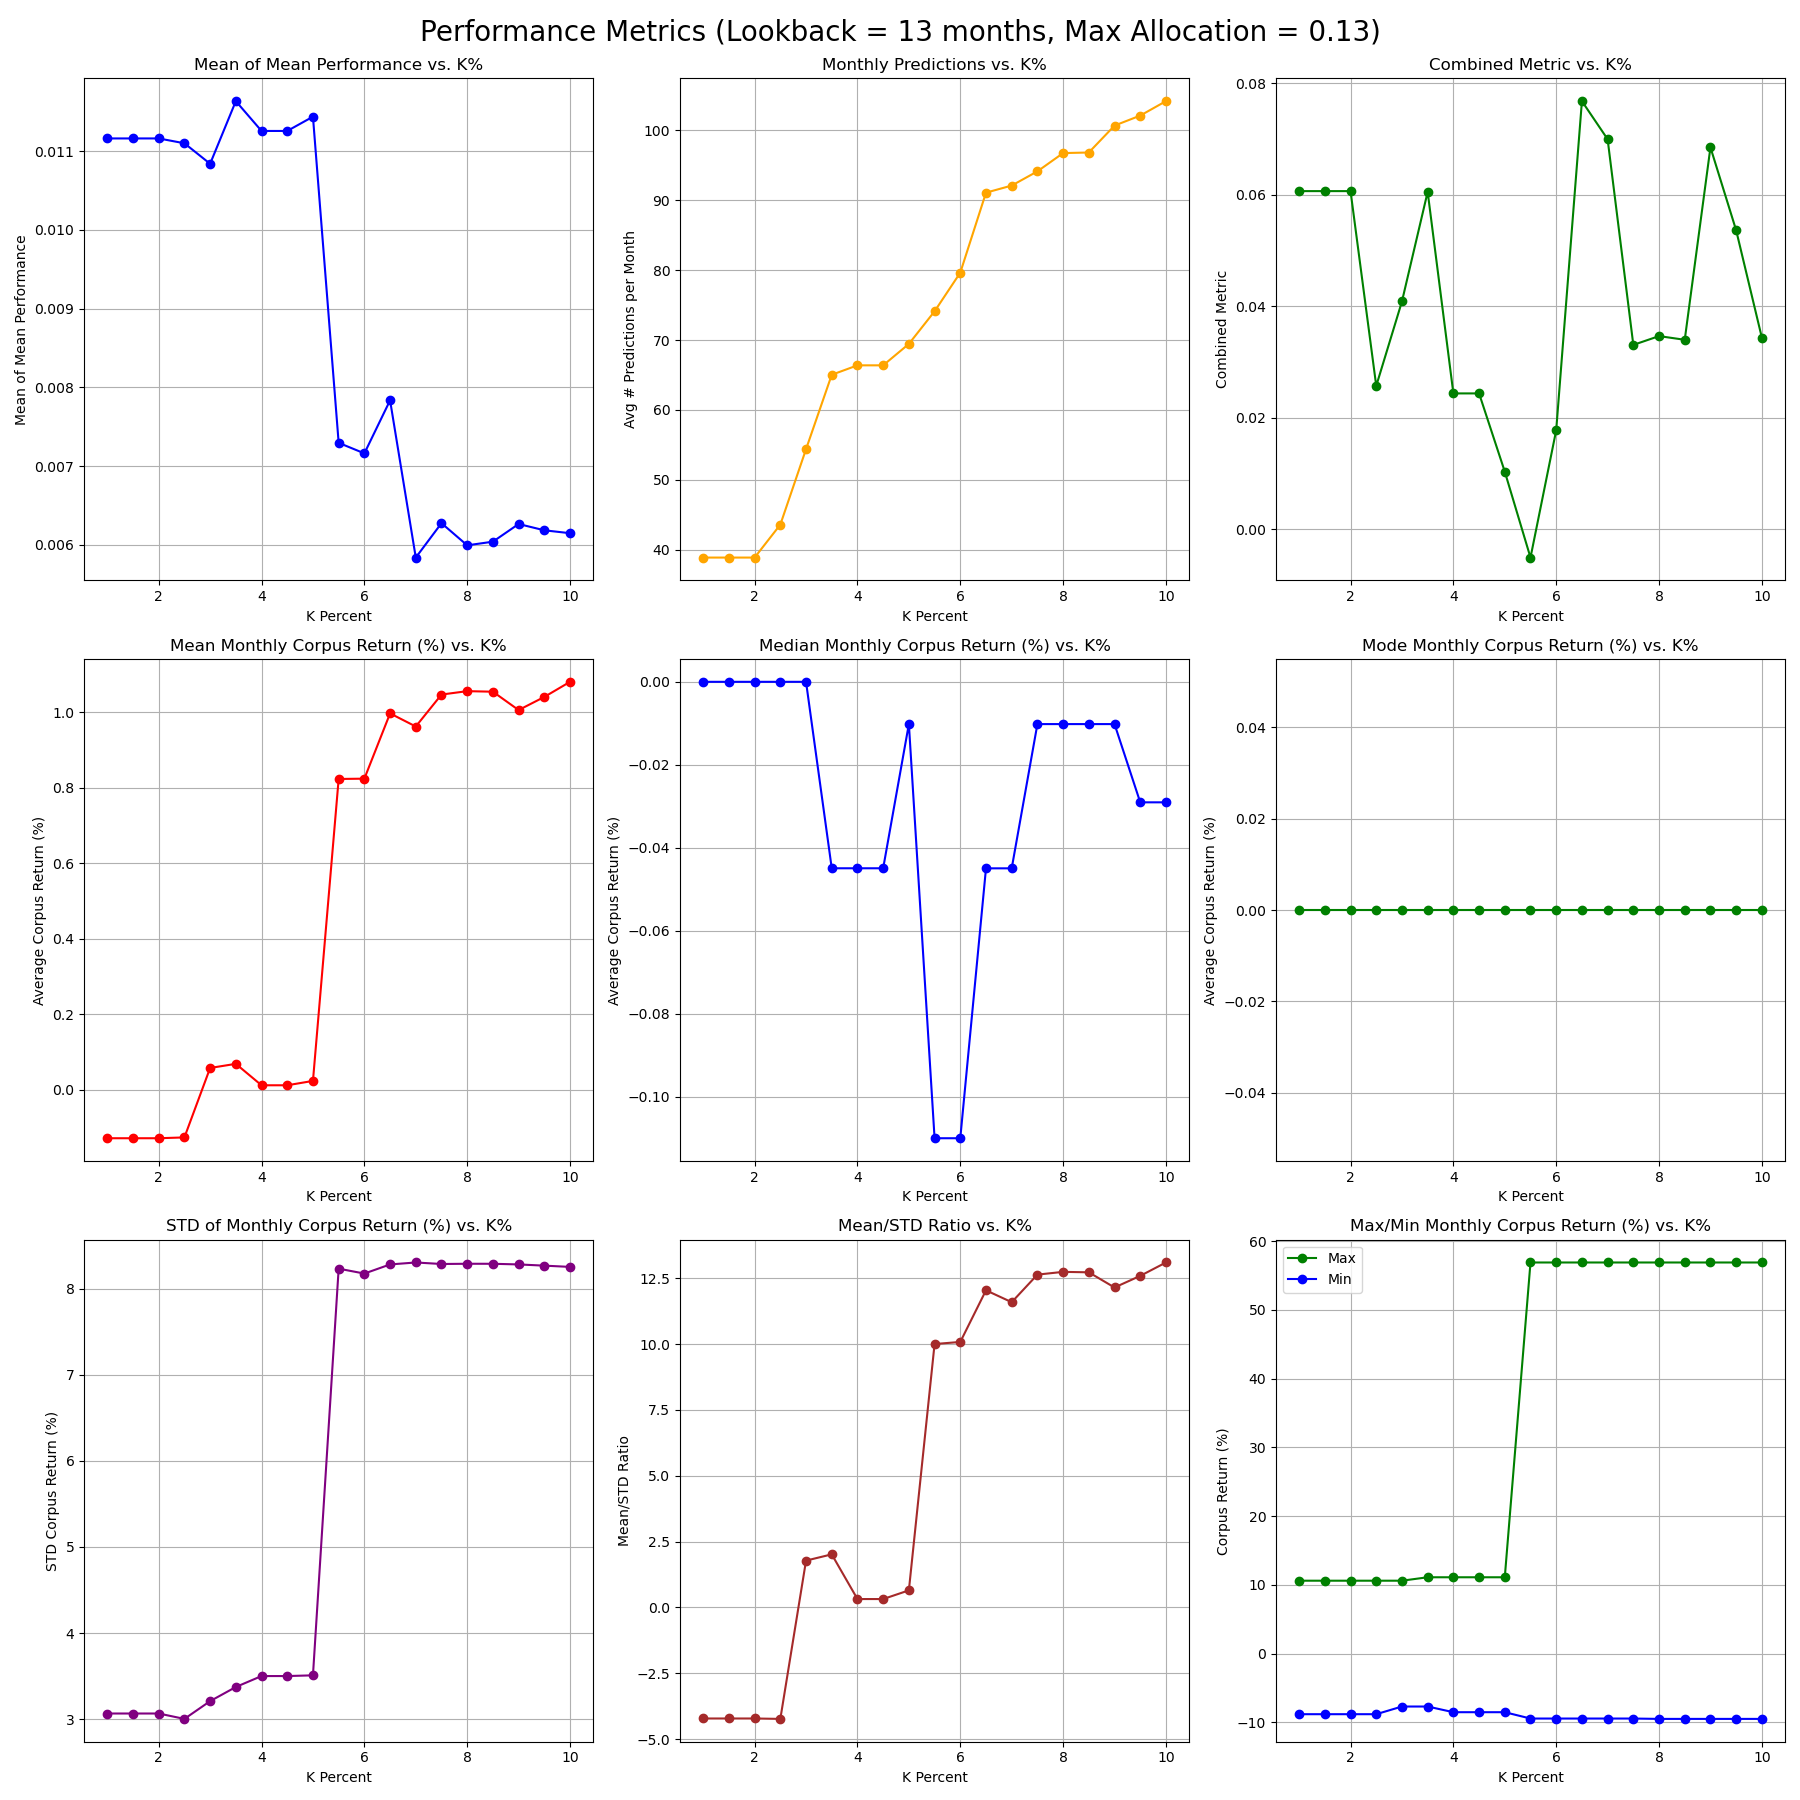 Performance Metrics (Lookback = 13 months, Max Allocation = 0.13)
Mean of Mean Performance vs. K%
Mean of Mean Performance
0.011
0.010
0.009
0.008
0.007
0.006
2 4 6 8 10
K Percent
Monthly Predictions vs. K%
Avg # Predictions per Month
100
90
80
70
60
50
40
2 4 6 8 10
K Percent
Combined Metric vs. K%
Combined Metric
0.08
0.06
0.04
0.02
0.00
2 4 6 8 10
K Percent
Mean Monthly Corpus Return (%) vs. K%
Average Corpus Return (%)
1.0
0.8
0.6
0.4
0.2
0.0
2 4 6 8 10
K Percent
Median Monthly Corpus Return (%) vs. K%
Average Corpus Return (%)
0.00
−0.02
−0.04
−0.06
−0.08
−0.10
2 4 6 8 10
K Percent
Mode Monthly Corpus Return (%) vs. K%
Average Corpus Return (%)
0.04
0.02
0.00
−0.02
−0.04
2 4 6 8 10
K Percent
STD of Monthly Corpus Return (%) vs. K%
STD Corpus Return (%)
8
7
6
5
4
3
2 4 6 8 10
K Percent
Mean/STD Ratio vs. K%
Mean/STD Ratio
12.5
10.0
7.5
5.0
2.5
0.0
−2.5
−5.0
2 4 6 8 10
K Percent
Max/Min Monthly Corpus Return (%) vs. K%
Corpus Return (%)
Max
Min
60
50
40
30
20
10
0
−10
2 4 6 8 10
K Percent